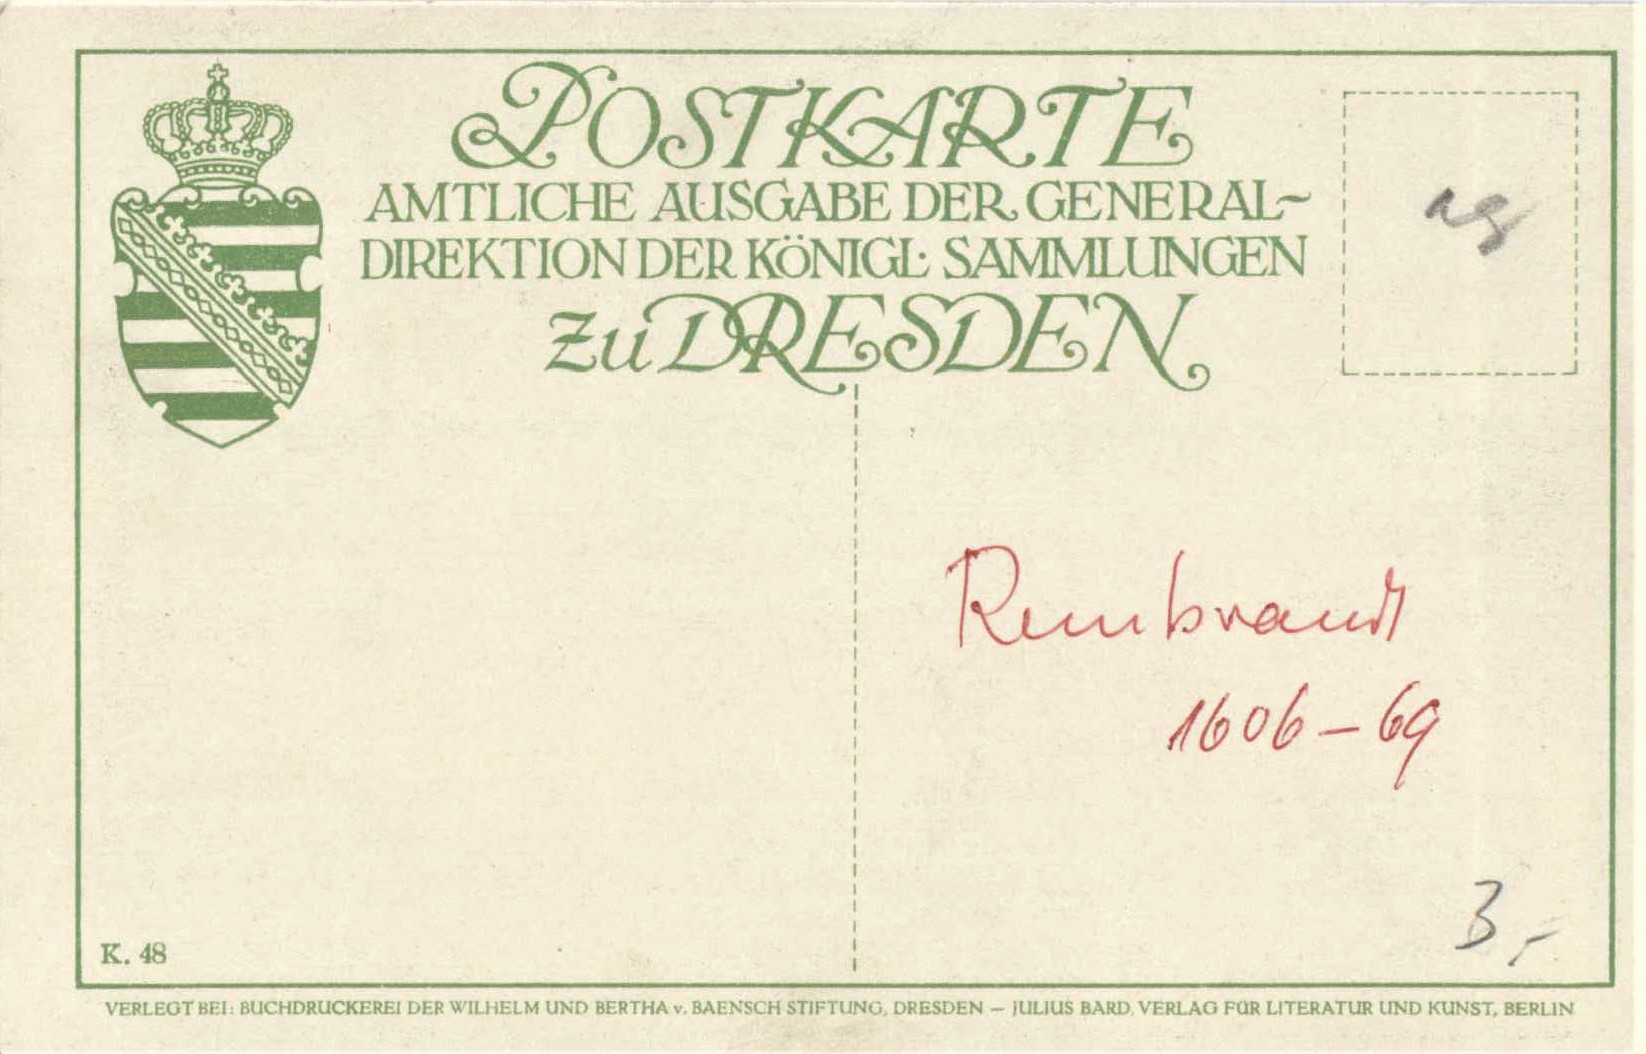 POSTKARTE
AMTLICHE AUSGABE DER GENERAL-
DIREKTION DER KÖNIGL. SAMMLUNGEN
ZU DRESDEN
Rembrandt
1606-69
3,-
K. 48
VERLEGT BEI: BUCHDRUCKEREI DER WILHELM UND BERTHA v. BAENSCH STIFTUNG, DRESDEN – JULIUS BARD, VERLAG FÜR LITERATUR UND KUNST, BERLIN